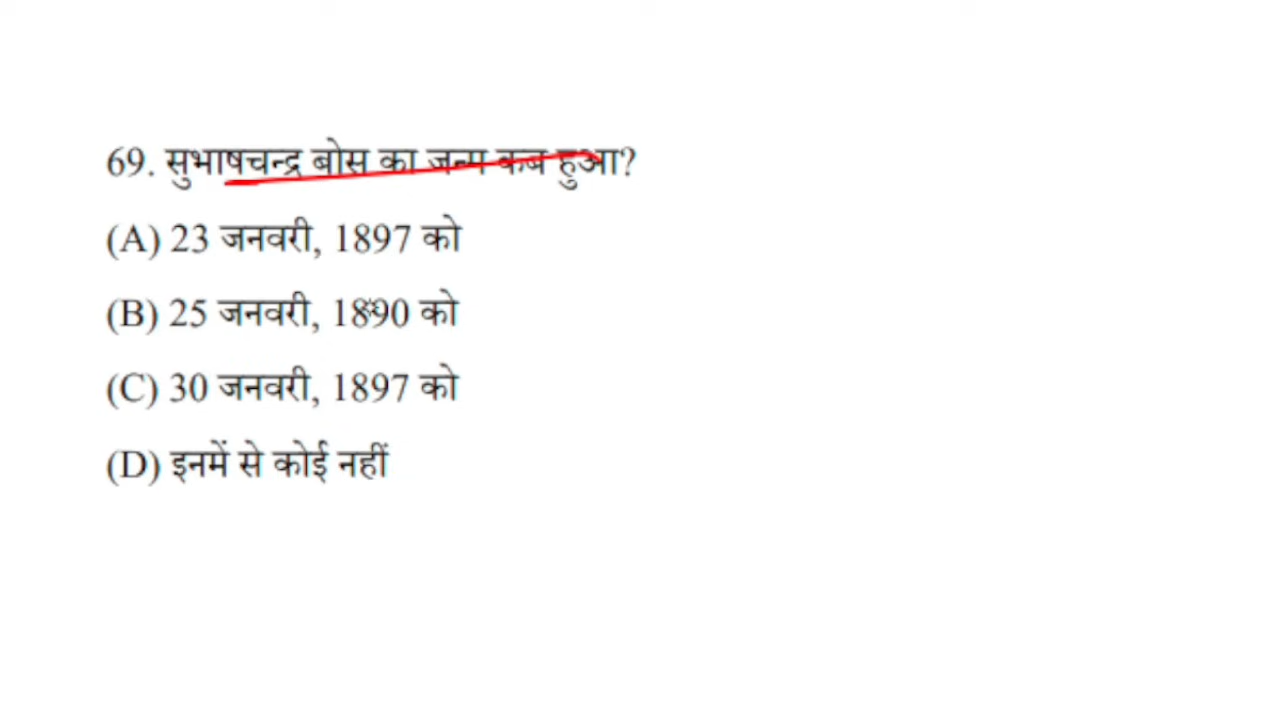 69. सुभाषचन्द्र बोस का जन्म कब हुआ?
(A) 23 जनवरी, 1897 को
(B) 25 जनवरी, 1890 को
(C) 30 जनवरी, 1897 को
(D) इनमें से कोई नहीं